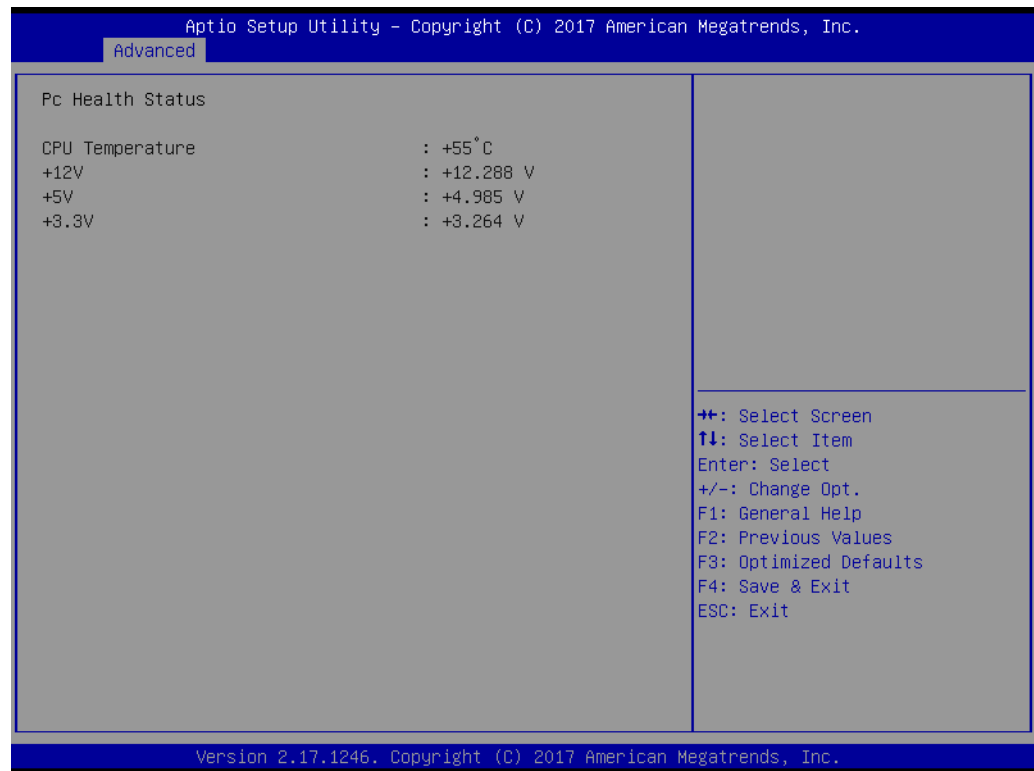 Aptio Setup Utility – Copyright (C) 2017 American Megatrends, Inc.
Advanced
Pc Health Status
CPU Temperature : +55°C
+12V : +12.288 V
+5V : +4.985 V
+3.3V : +3.264 V
→←: Select Screen
↑↓: Select Item
Enter: Select
+/-: Change Opt.
F1: General Help
F2: Previous Values
F3: Optimized Defaults
F4: Save & Exit
ESC: Exit
Version 2.17.1246. Copyright (C) 2017 American Megatrends, Inc.